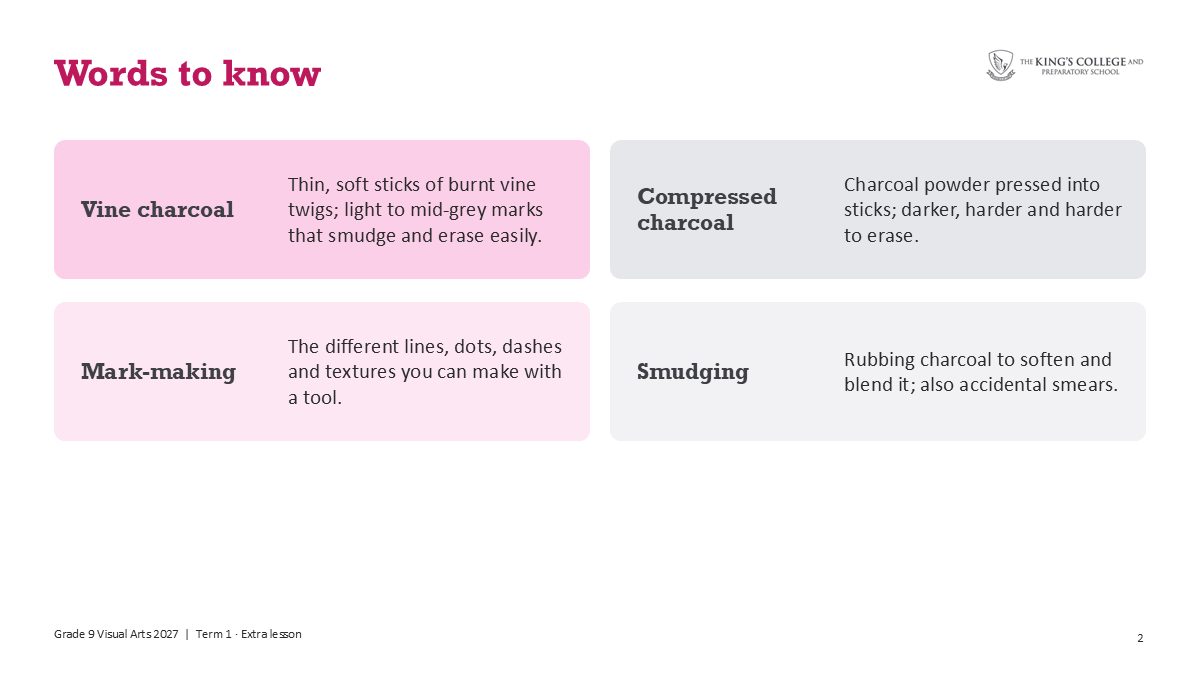 Words to know
THE KING'S COLLEGE AND
PREPARATORY SCHOOL
Vine charcoal
Thin, soft sticks of burnt vine
twigs; light to mid-grey marks
that smudge and erase easily.
Compressed
charcoal
Charcoal powder pressed into
sticks; darker, harder and harder
to erase.
Mark-making
The different lines, dots, dashes
and textures you can make with
a tool.
Smudging
Rubbing charcoal to soften and
blend it; also accidental smears.
Grade 9 Visual Arts 2027 | Term 1 · Extra lesson
2